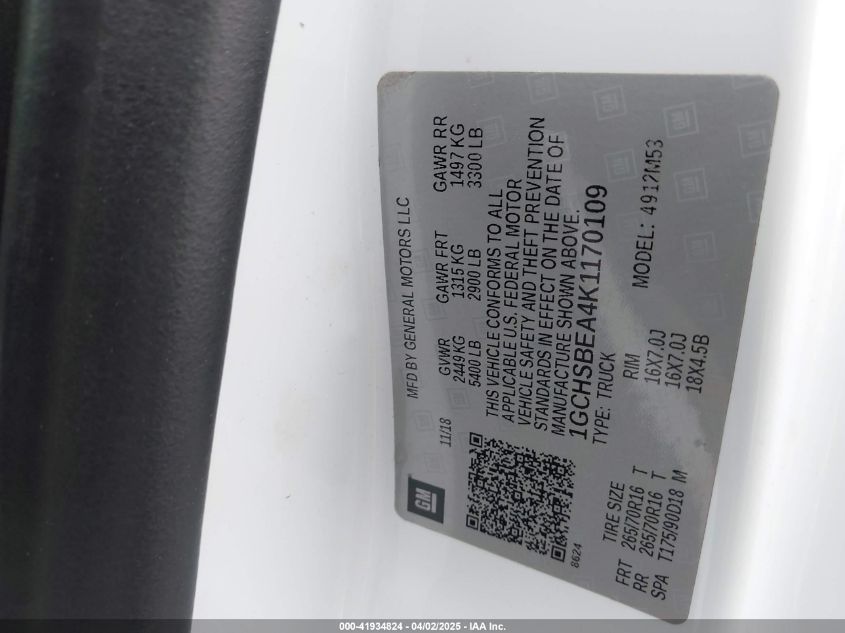 GM
11/18
MFD BY GENERAL MOTORS LLC
GVWR GAWR FRT GAWR RR
2449 KG 1315 KG 1497 KG
5400 LB 2900 LB 3300 LB
THIS VEHICLE CONFORMS TO ALL
APPLICABLE U.S. FEDERAL MOTOR
VEHICLE SAFETY AND THEFT PREVENTION
STANDARDS IN EFFECT ON THE DATE OF
MANUFACTURE SHOWN ABOVE.
1GCHSBEA4K1170109
TYPE: TRUCK
8624
TIRE SIZE RIM MODEL: 4912M53
FRT 265/70R16 T 16X7.0J
RR 265/70R16 T 16X7.0J
SPA T175/90D18 M 18X4.5B
000-41934824 - 04/02/2025 - IAA Inc.